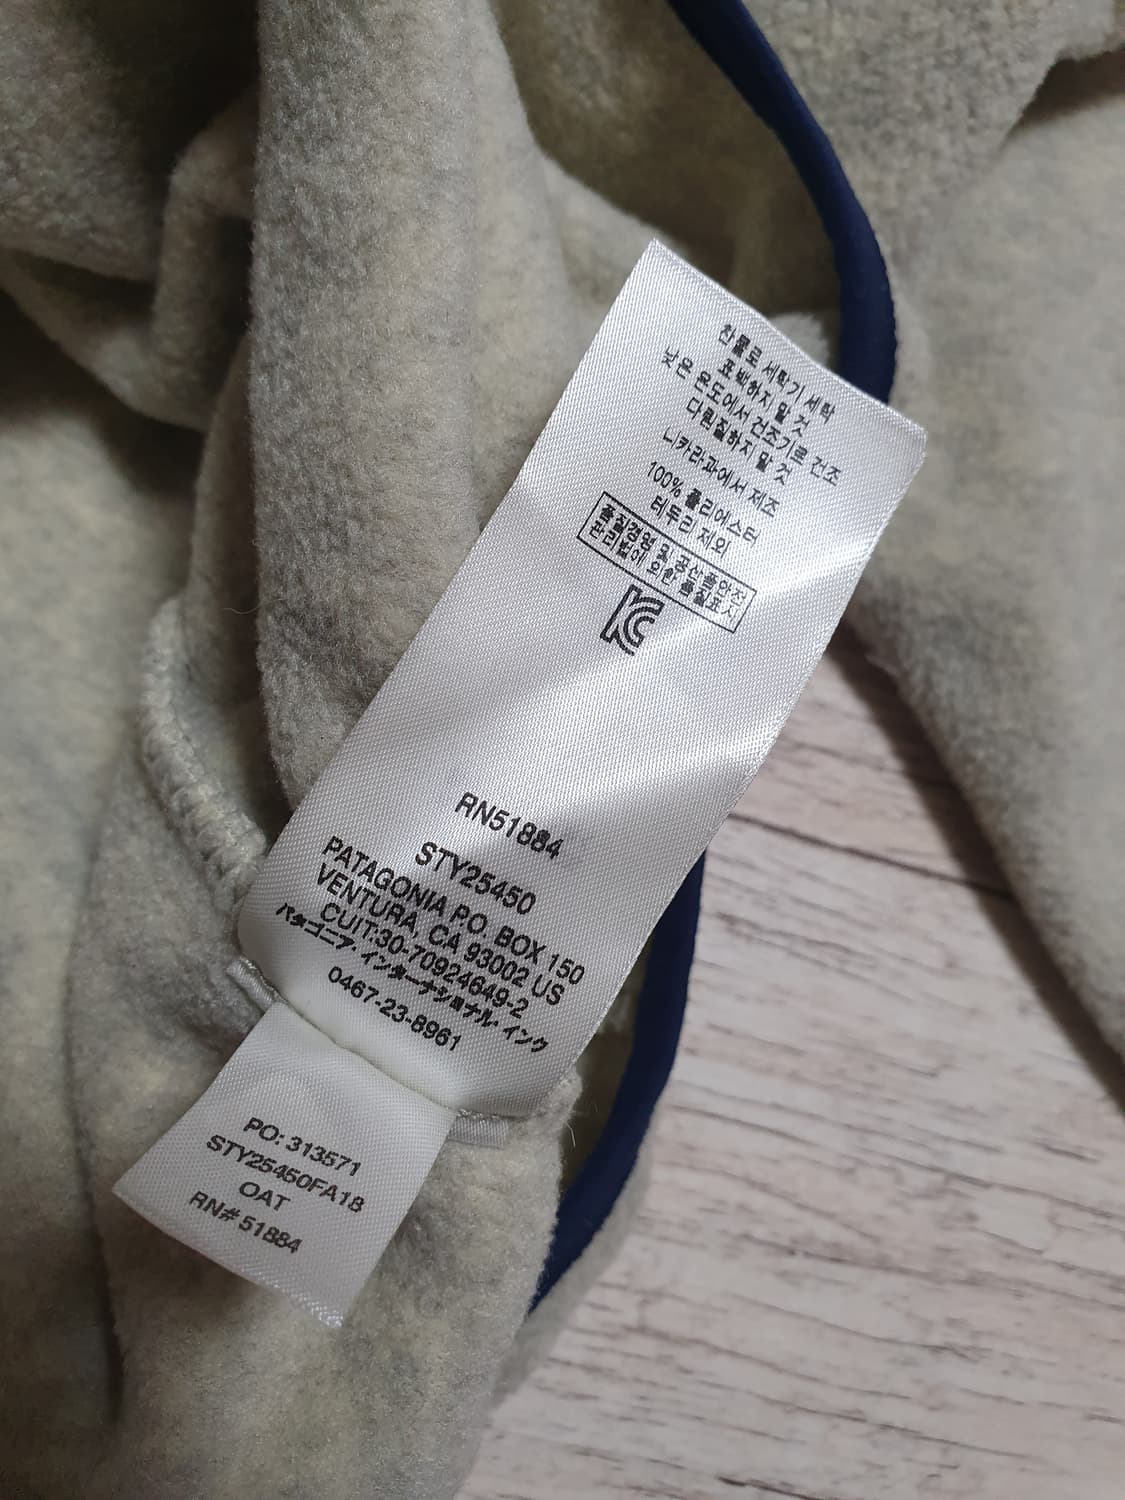 찬물로 세탁기 세탁
표백하지 말 것
낮은 온도에서 건조기로 건조
다림질하지 말 것
니카라과에서 제조
100% 폴리에스터
테두리 제외
품질경영 및 공산품안전
관리법에 의한 품질표시
KC
RN51884
STY25450
PATAGONIA PO. BOX 150
VENTURA, CA 93002 US
CUIT:30-70924649-2
パタゴニア・インターナショナル・インク
0467-23-8961
PO: 313571
STY25450FA18
OAT
RN# 51884